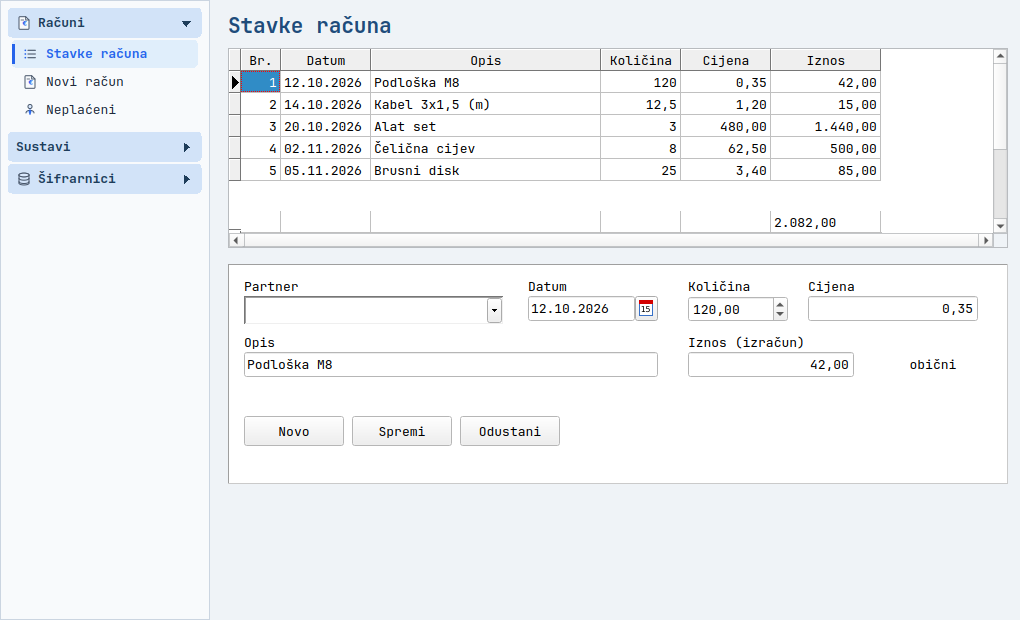 Računi
Stavke računa
Novi račun
Neplaćeni
Sustavi
Šifrarnici
Stavke računa
Br. Datum Opis Količina Cijena Iznos
1 12.10.2026 Podloška M8 120 0,35 42,00
2 14.10.2026 Kabel 3x1,5 (m) 12,5 1,20 15,00
3 20.10.2026 Alat set 3 480,00 1.440,00
4 02.11.2026 Čelična cijev 8 62,50 500,00
5 05.11.2026 Brusni disk 25 3,40 85,00
2.082,00
Partner Datum Količina Cijena
12.10.2026 15 120,00 0,35
Opis Iznos (izračun)
Podloška M8 42,00 obični
Novo Spremi Odustani